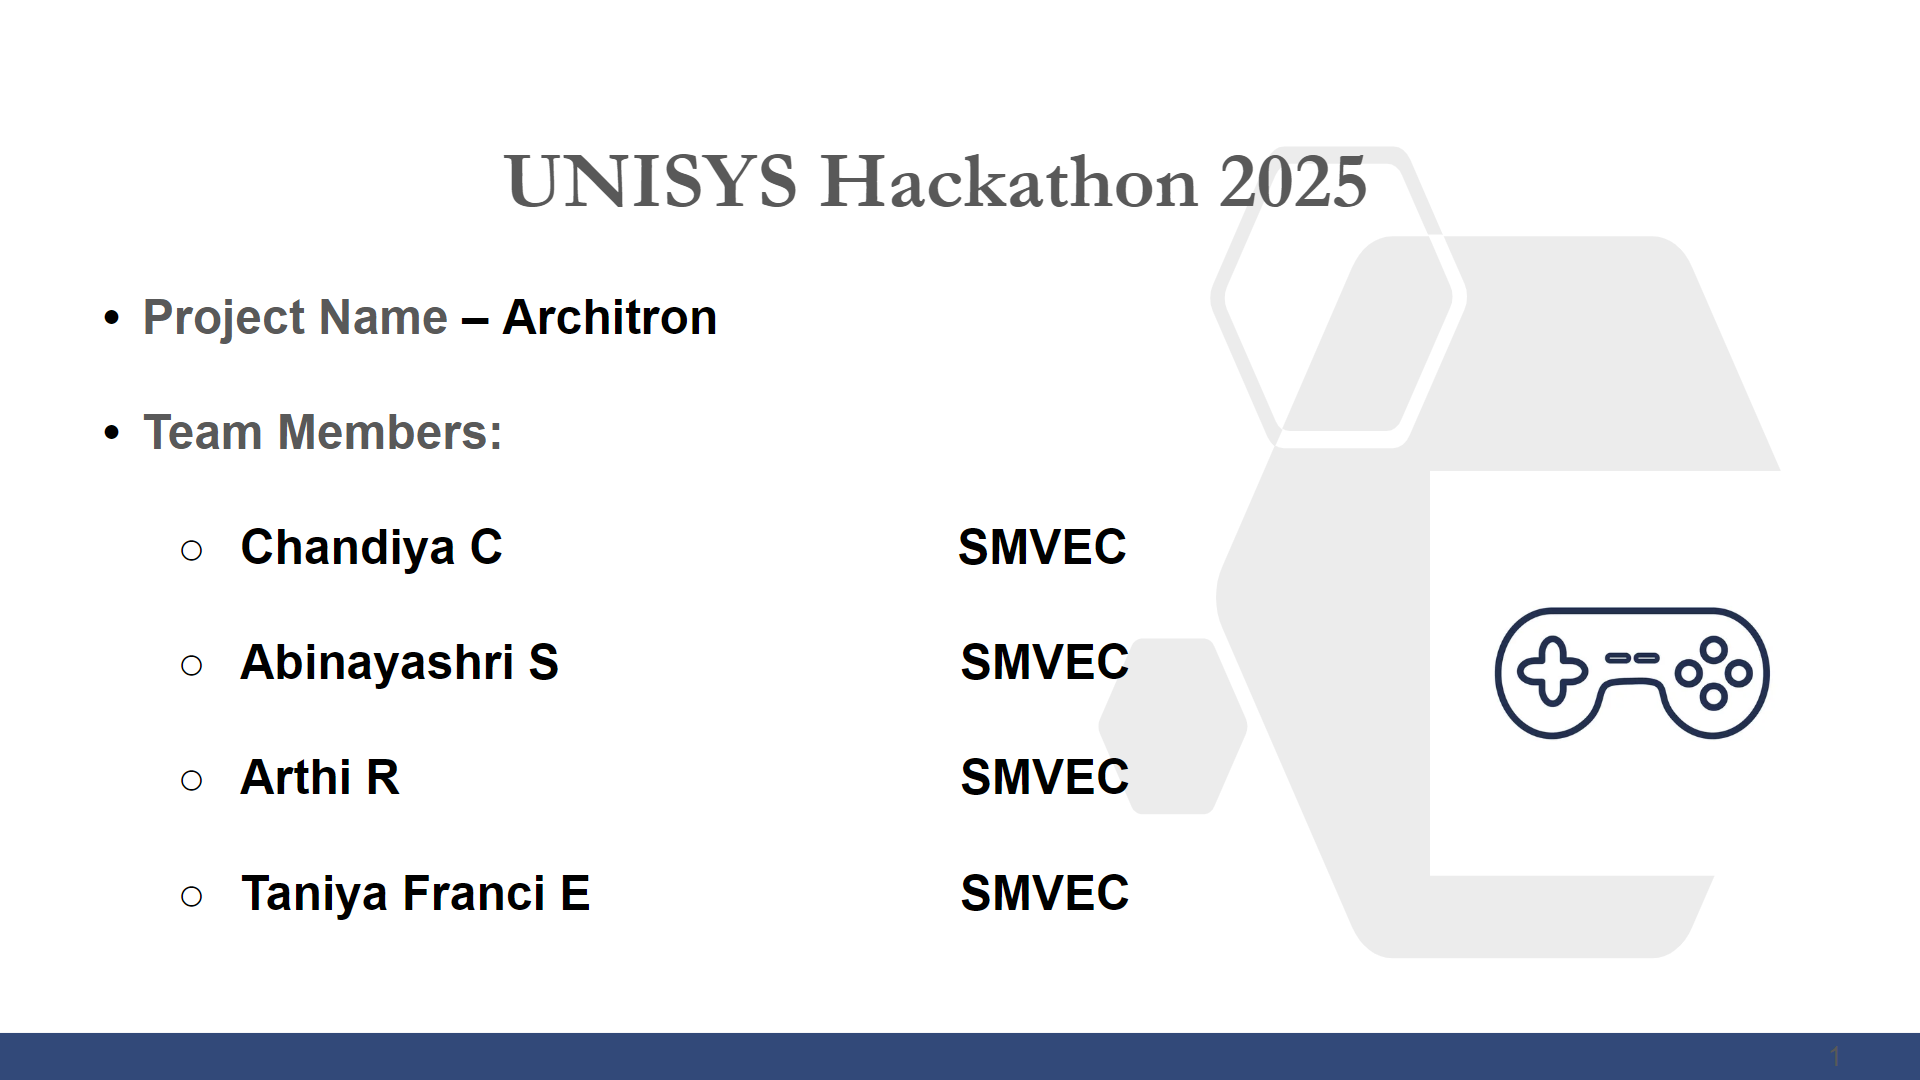 UNISYS Hackathon 2025
• Project Name – Architron
• Team Members:
○ Chandiya C SMVEC
○ Abinayashri S SMVEC
○ Arthi R SMVEC
○ Taniya Franci E SMVEC
1